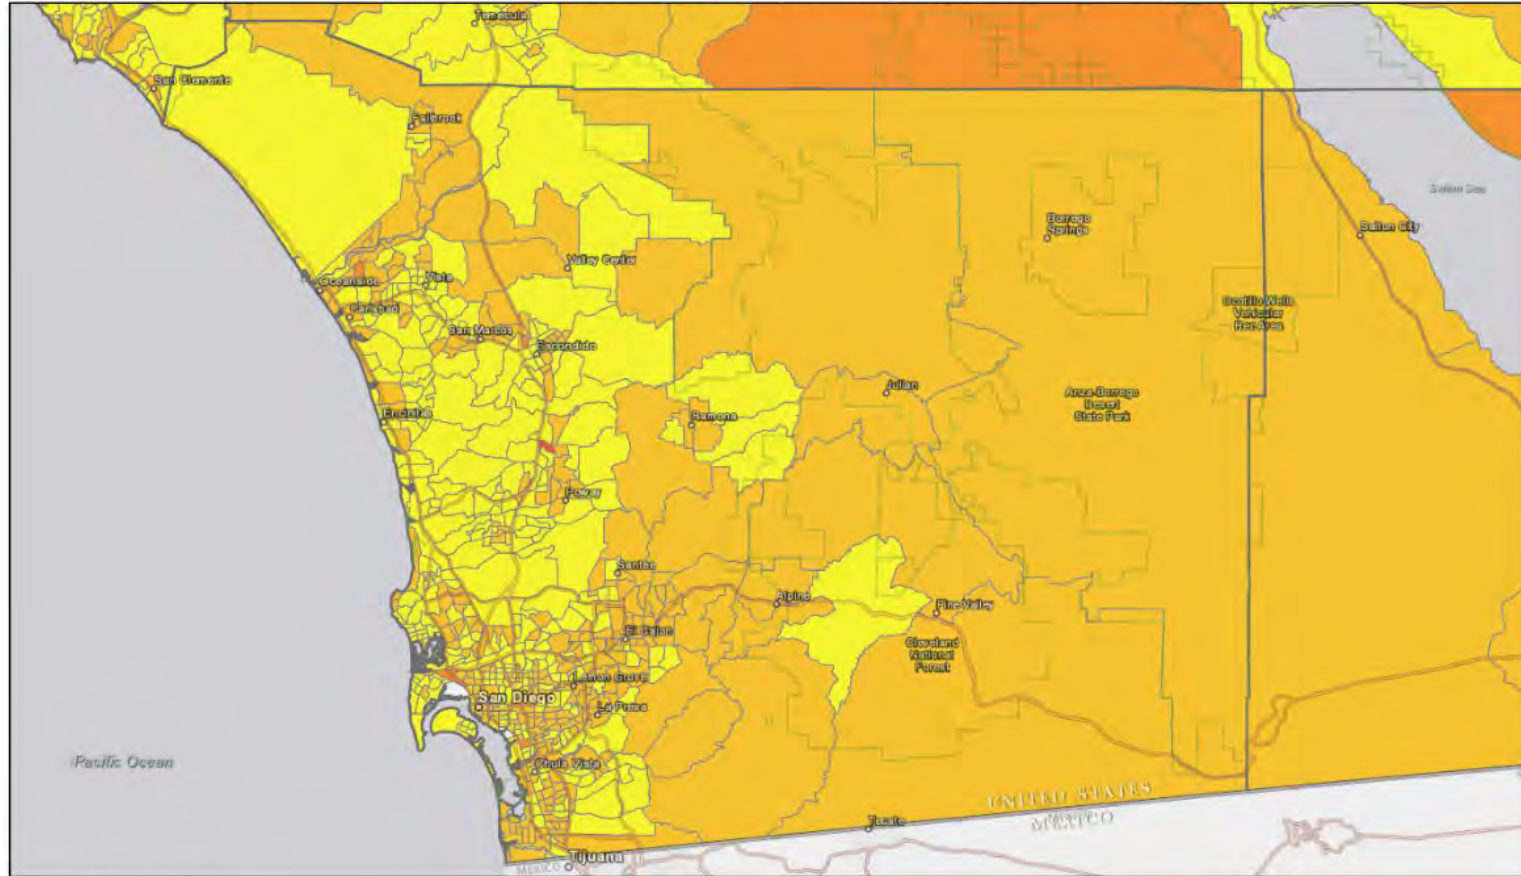 Temecula
San Clemente
Fallbrook
Salton Sea
Borrego
Springs
Salton City
Valley Center
Oceanside
Vista
Carlsbad
Ocotillo Wells
Vehicular
Rec Area
San Marcos
Escondido
Julian
Anza-Borrego
Desert
State Park
Encinitas
Ramona
Poway
Santee
Alpine
Pine Valley
El Cajon
Cleveland
National
Forest
Lemon Grove
San Diego
La Presa
Pacific Ocean
Chula Vista
UNITED STATES
MEXICO
Tecate
Tijuana
MEXICO